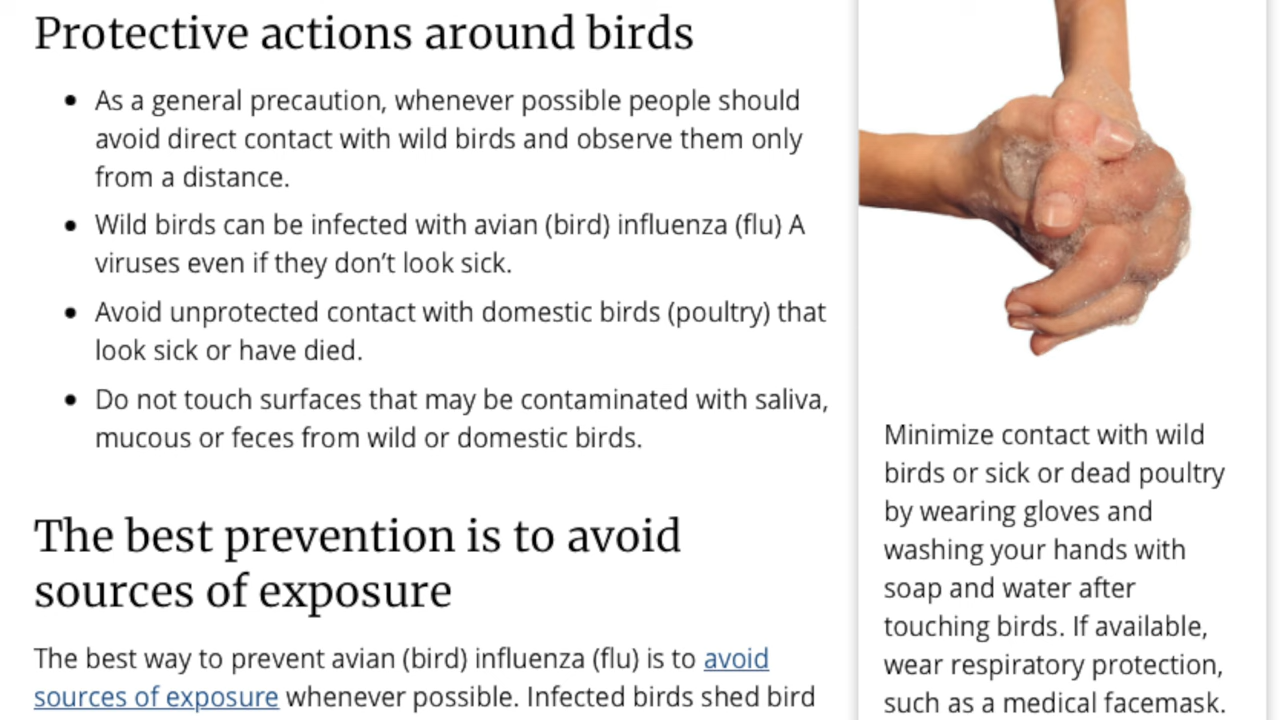 Protective actions around birds
As a general precaution, whenever possible people should
avoid direct contact with wild birds and observe them only
from a distance.
Wild birds can be infected with avian (bird) influenza (flu) A
viruses even if they don’t look sick.
Avoid unprotected contact with domestic birds (poultry) that
look sick or have died.
Do not touch surfaces that may be contaminated with saliva,
mucous or feces from wild or domestic birds.
The best prevention is to avoid
sources of exposure
The best way to prevent avian (bird) influenza (flu) is to avoid
sources of exposure whenever possible. Infected birds shed bird
Minimize contact with wild
birds or sick or dead poultry
by wearing gloves and
washing your hands with
soap and water after
touching birds. If available,
wear respiratory protection,
such as a medical facemask.